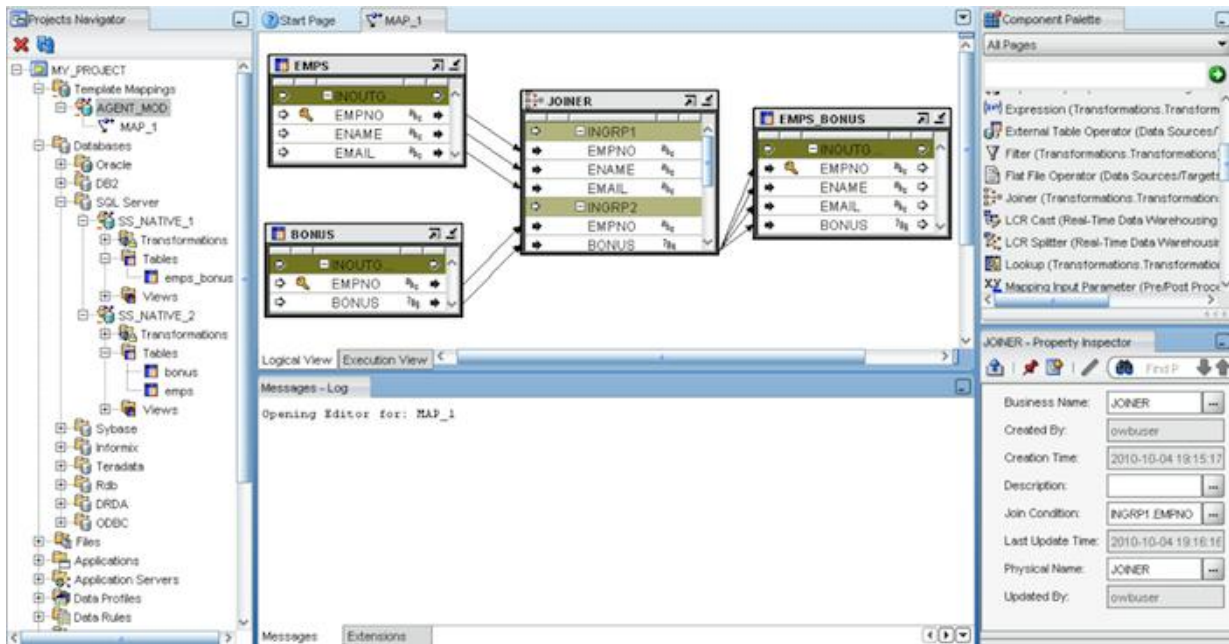 Projects Navigator
MY_PROJECT
Template Mappings
AGENT_MOD
MAP_1
Databases
Oracle
DB2
SQL Server
SS_NATIVE_1
Transformations
Tables
emps_bonus
Views
SS_NATIVE_2
Transformations
Tables
bonus
emps
Views
Sybase
Informix
Teradata
Rdb
DRDA
ODBC
Files
Applications
Application Servers
Data Profiles
Data Rules
Start Page
MAP_1
EMPS
INOUTG...
EMPNO
ENAME
EMAIL
BONUS
INOUTG...
EMPNO
BONUS
JOINER
INGRP1
EMPNO
ENAME
EMAIL
INGRP2
EMPNO
BONUS
EMPS_BONUS
INOUTG...
EMPNO
ENAME
EMAIL
BONUS
Logical View
Execution View
Messages - Log
Opening Editor for: MAP_1
Messages
Extensions
Component Palette
All Pages
Expression (Transformations.Transform
External Table Operator (Data Sources/
Filter (Transformations.Transformations
Flat File Operator (Data Sources/Targets
Joiner (Transformations.Transformations
LCR Cast (Real-Time Data Warehousing
LCR Splitter (Real-Time Data Warehousin
Lookup (Transformations.Transformation
Mapping Input Parameter (Pre/Post Proce
JOINER - Property Inspector
Find P
Business Name: JOINER
Created By: owbuser
Creation Time: 2010-10-04 19:15:17
Description:
Join Condition: INGRP1.EMPNO
Last Update Time: 2010-10-04 19:16:16
Physical Name: JOINER
Updated By: owbuser